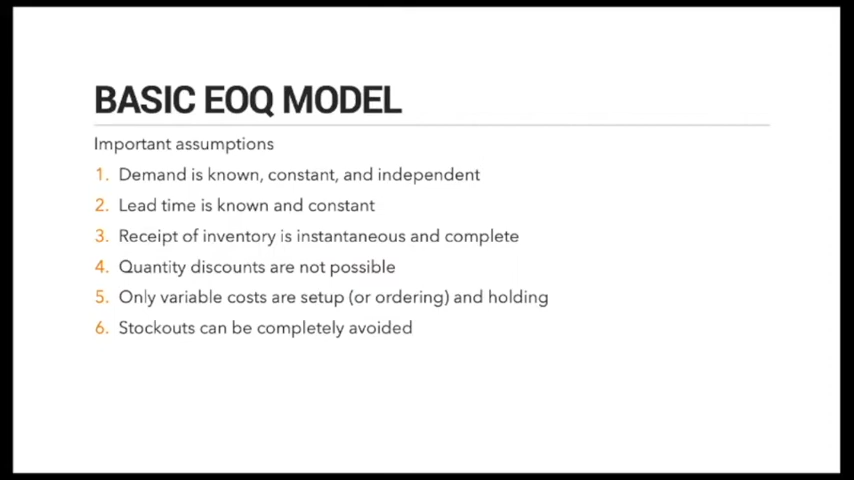 BASIC EOQ MODEL
Important assumptions
1. Demand is known, constant, and independent
2. Lead time is known and constant
3. Receipt of inventory is instantaneous and complete
4. Quantity discounts are not possible
5. Only variable costs are setup (or ordering) and holding
6. Stockouts can be completely avoided